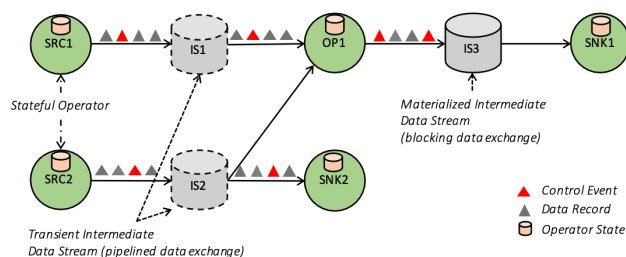 SRC1
IS1
OP1
IS3
SNK1
Stateful Operator
Materialized Intermediate
Data Stream
(blocking data exchange)
SRC2
IS2
SNK2
Control Event
Data Record
Operator State
Transient Intermediate
Data Stream (pipelined data exchange)